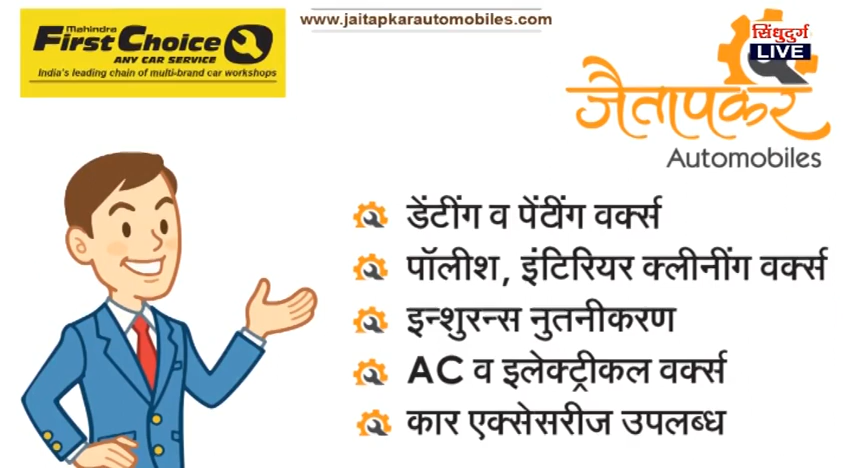 Mahindra
FIRST CHOICE
ANY CAR SERVICE
India's leading chain of multi-brand car workshops
www.jaitapkarautomobiles.com
सिंधुदुर्ग
LIVE
जैतापकर
Automobiles
डेंटींग व पेंटींग वर्क्स
पॉलीश, इंटिरियर क्लीनींग वर्क्स
इन्शुरन्स नुतनीकरण
AC व इलेक्ट्रीकल वर्क्स
कार एक्सेसरीज उपलब्ध